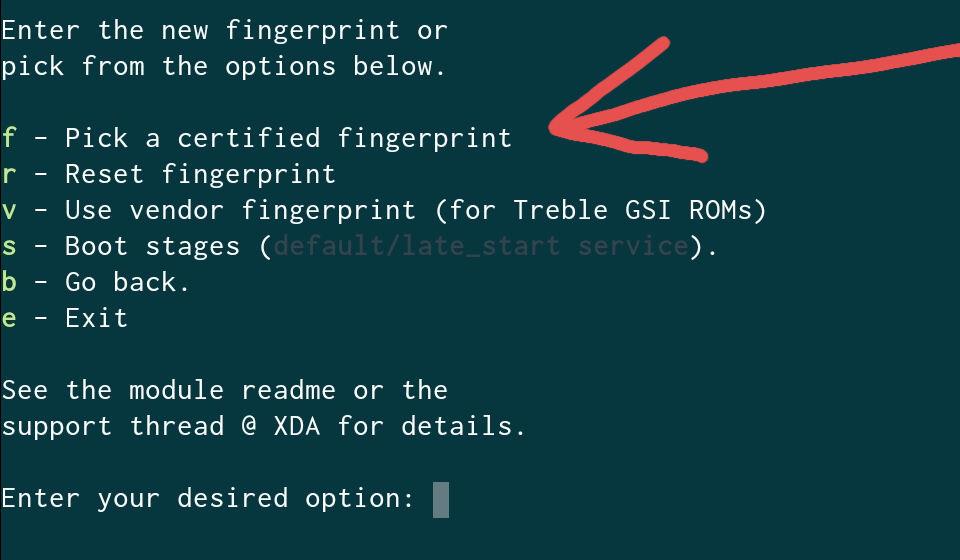 Enter the new fingerprint or
pick from the options below.
f - Pick a certified fingerprint
r - Reset fingerprint
v - Use vendor fingerprint (for Treble GSI ROMs)
s - Boot stages (default/late_start service).
b - Go back.
e - Exit
See the module readme or the
support thread @ XDA for details.
Enter your desired option: